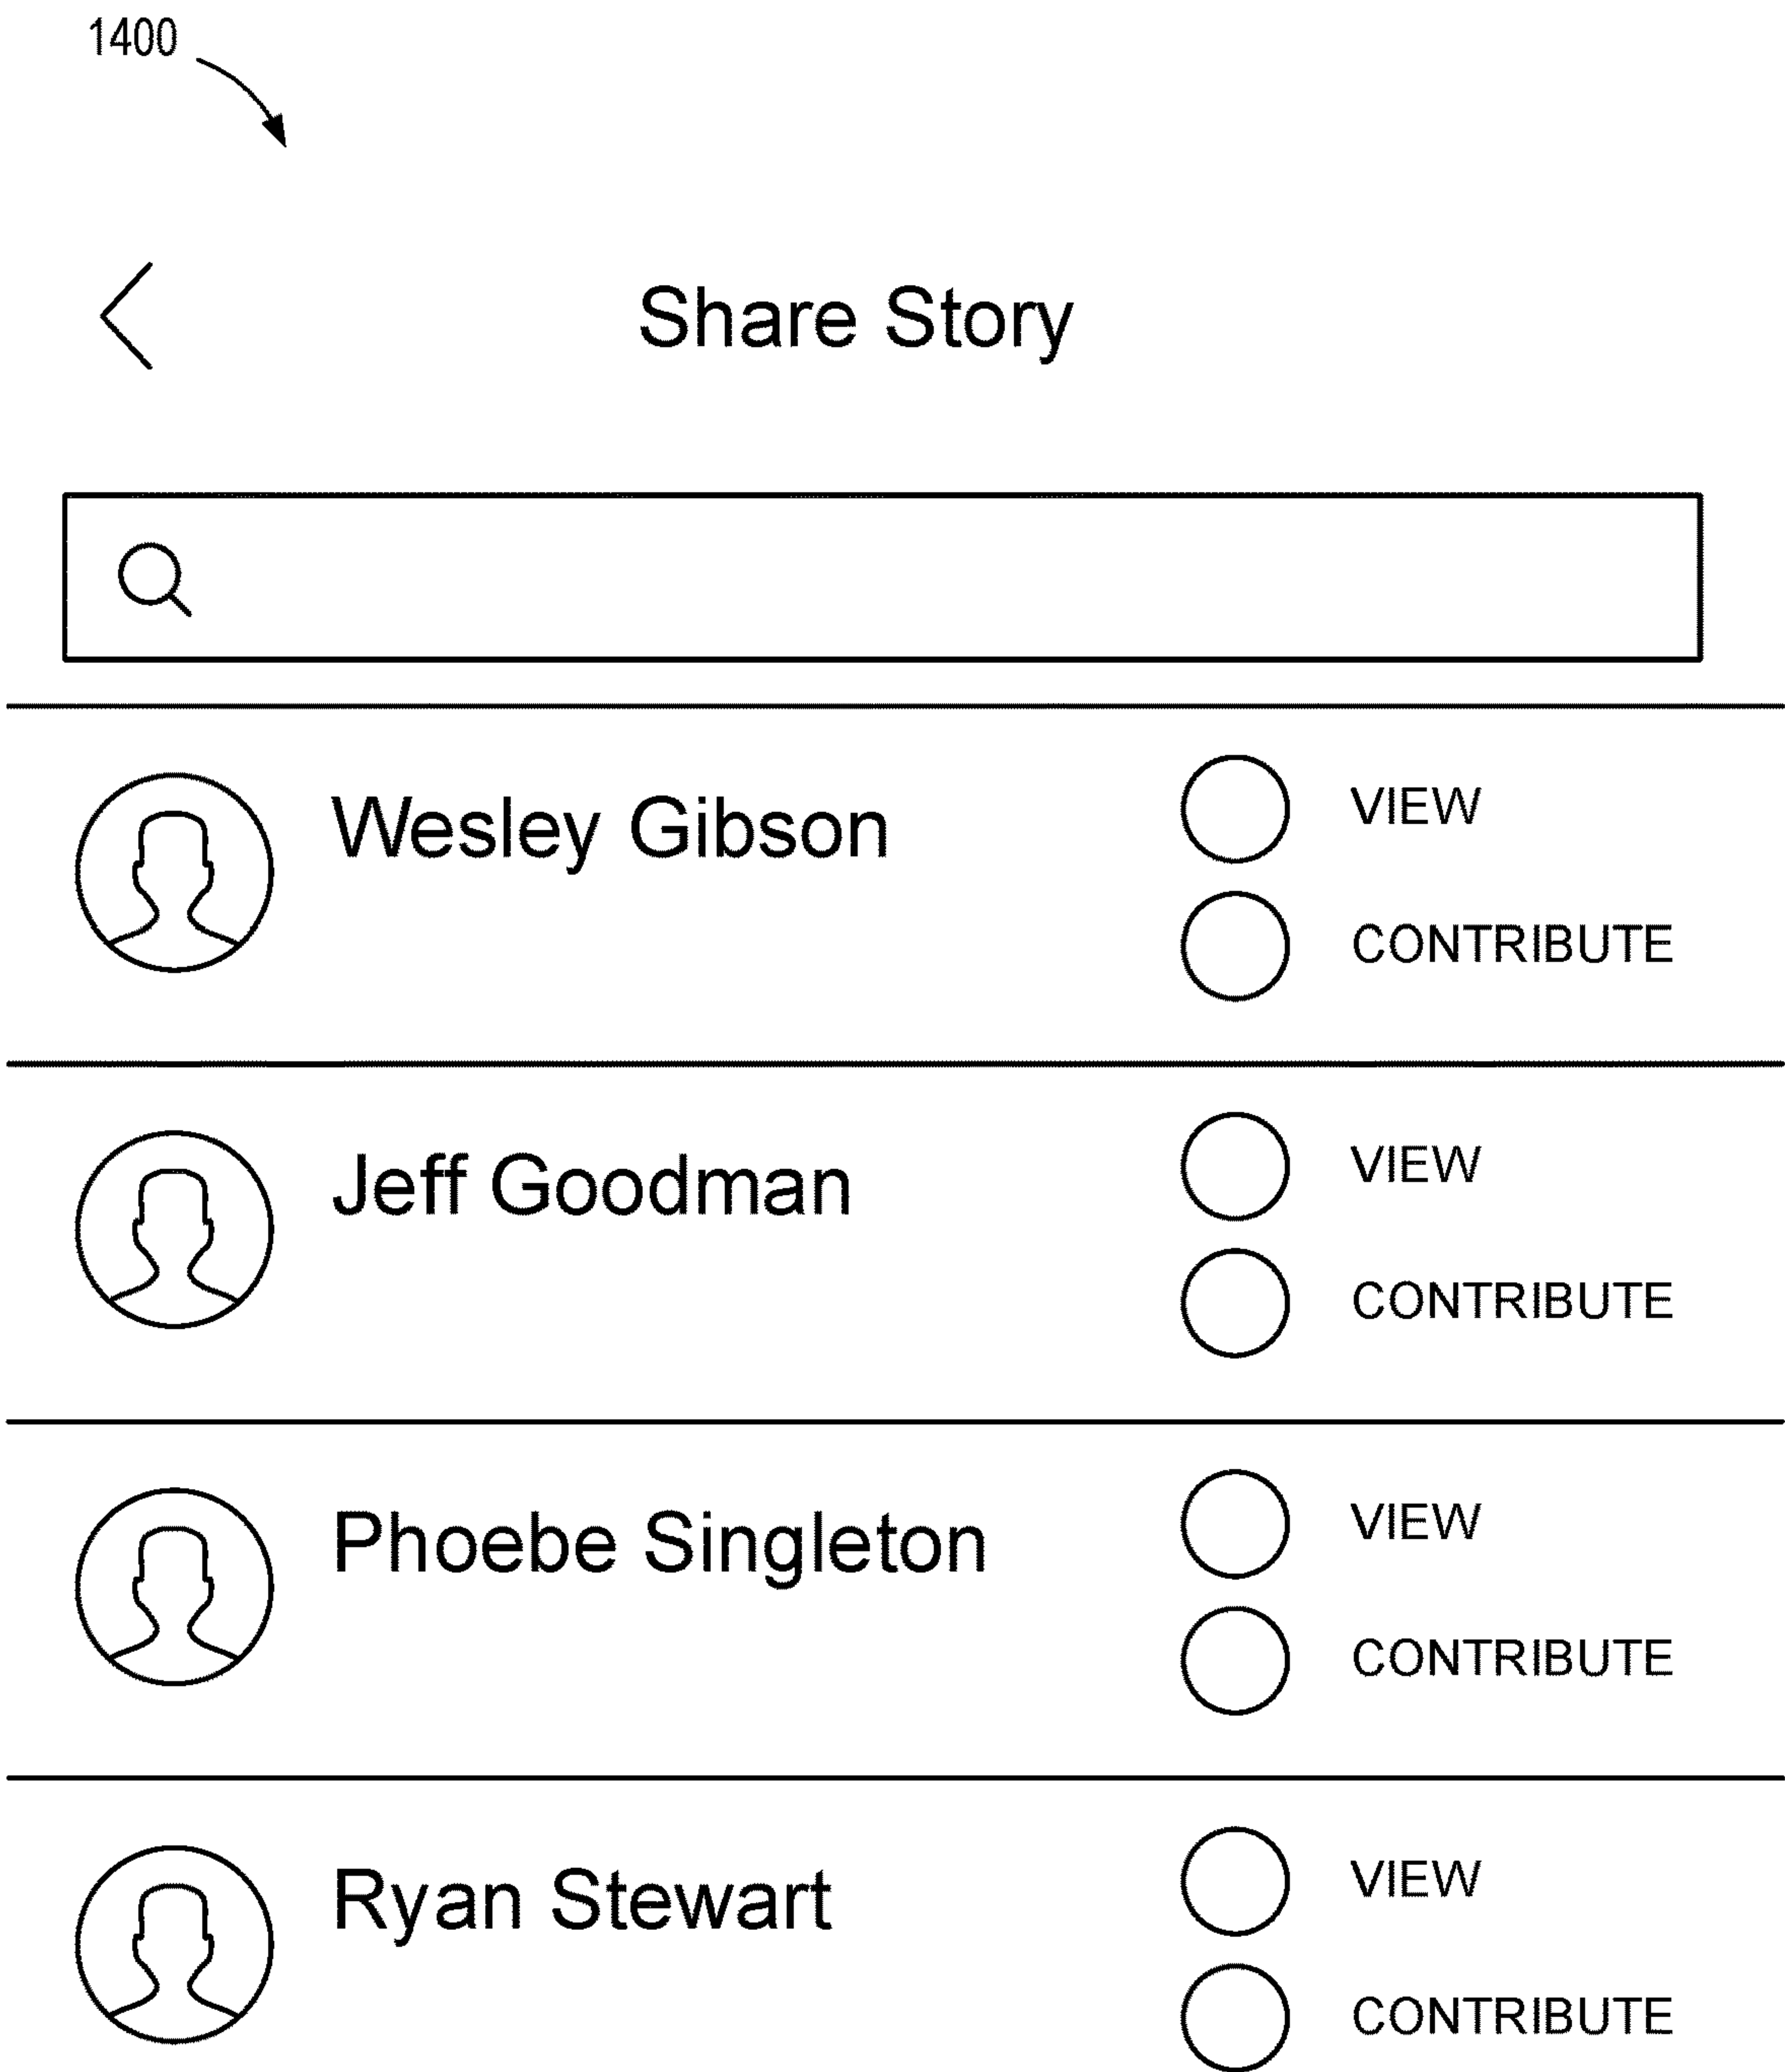 1400
Share Story
Wesley Gibson
VIEW
CONTRIBUTE
Jeff Goodman
VIEW
CONTRIBUTE
Phoebe Singleton
VIEW
CONTRIBUTE
Ryan Stewart
VIEW
CONTRIBUTE